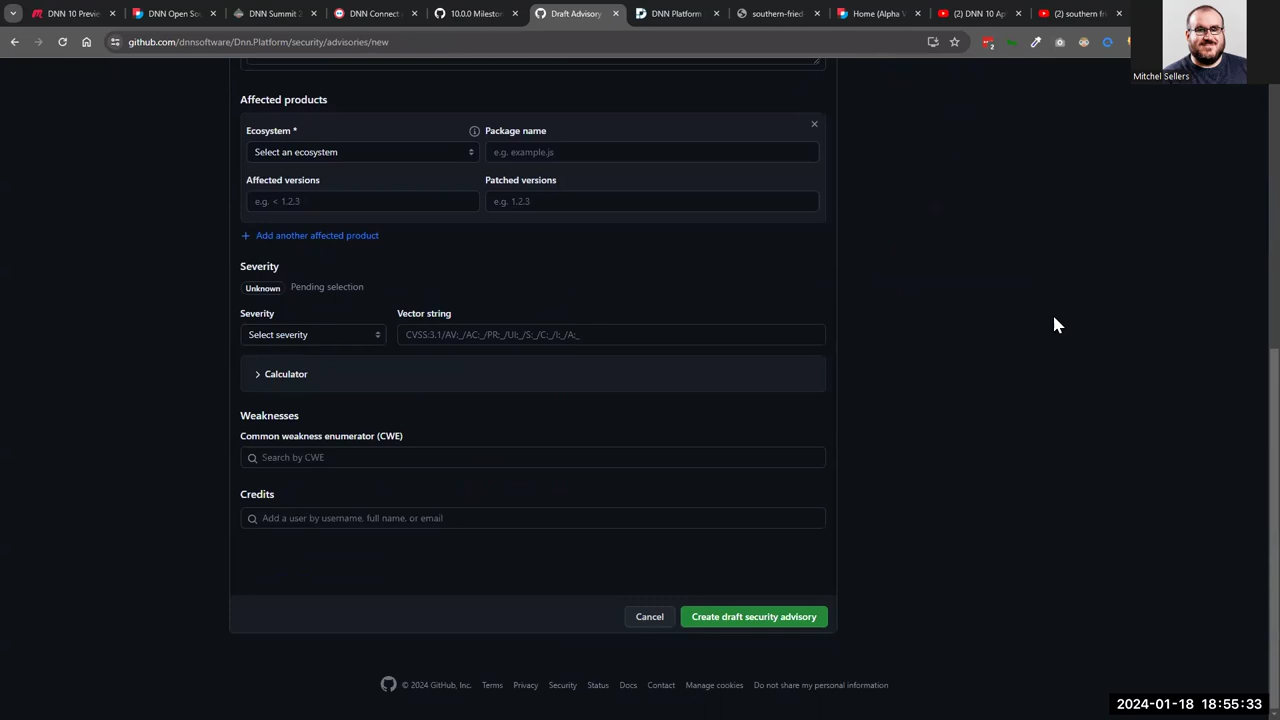 DNN 10 Previe
DNN Open So
DNN Summit 2
DNN Connect
10.0.0 Milesto
Draft Advisory
DNN Platform
southern-fried
Home (Alpha V
(2) DNN 10 Ap
(2) southern fri
github.com/dnnsoftware/Dnn.Platform/security/advisories/new
2
Mitchel Sellers
Affected products
Ecosystem * Package name
Select an ecosystem e.g. example.js
Affected versions Patched versions
e.g. < 1.2.3 e.g. 1.2.3
Add another affected product
Severity
Unknown Pending selection
Severity Vector string
Select severity CVSS:3.1/AV:_/AC:_/PR:_/UI:_/S:_/C:_/I:_/A:_
Calculator
Weaknesses
Common weakness enumerator (CWE)
Search by CWE
Credits
Add a user by username, full name, or email
Cancel Create draft security advisory
© 2024 GitHub, Inc. Terms Privacy Security Status Docs Contact Manage cookies Do not share my personal information
2024-01-18 18:55:33